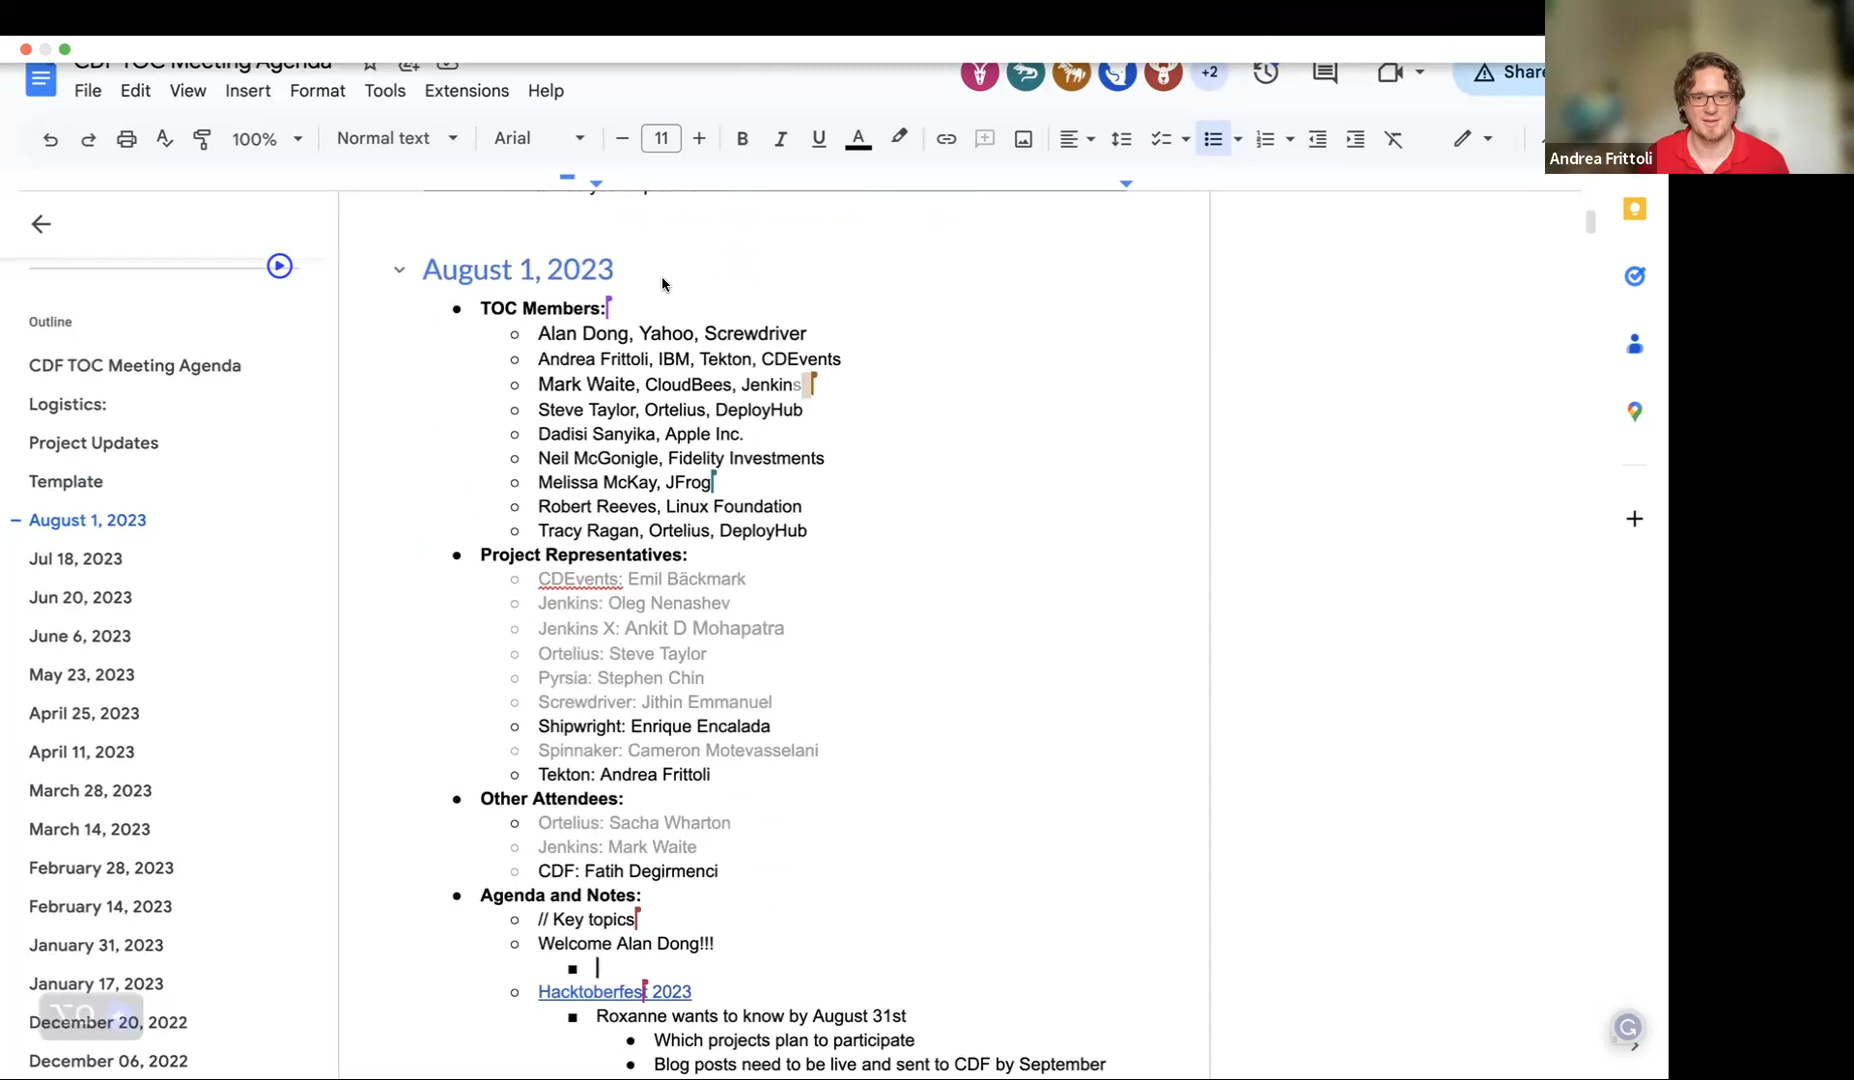 CDF TOC Meeting Agenda
File Edit View Insert Format Tools Extensions Help
+2
Share
Andrea Frittoli
100% Normal text Arial 11 B I U A
August 1, 2023
TOC Members:
Alan Dong, Yahoo, Screwdriver
Andrea Frittoli, IBM, Tekton, CDEvents
Mark Waite, CloudBees, Jenkins
Steve Taylor, Ortelius, DeployHub
Dadisi Sanyika, Apple Inc.
Neil McGonigle, Fidelity Investments
Melissa McKay, JFrog
Robert Reeves, Linux Foundation
Tracy Ragan, Ortelius, DeployHub
Project Representatives:
CDEvents: Emil Bäckmark
Jenkins: Oleg Nenashev
Jenkins X: Ankit D Mohapatra
Ortelius: Steve Taylor
Pyrsia: Stephen Chin
Screwdriver: Jithin Emmanuel
Shipwright: Enrique Encalada
Spinnaker: Cameron Motevasselani
Tekton: Andrea Frittoli
Other Attendees:
Ortelius: Sacha Wharton
Jenkins: Mark Waite
CDF: Fatih Degirmenci
Agenda and Notes:
// Key topics
Welcome Alan Dong!!!
Hacktoberfest 2023
Roxanne wants to know by August 31st
Which projects plan to participate
Blog posts need to be live and sent to CDF by September
Outline
CDF TOC Meeting Agenda
Logistics:
Project Updates
Template
August 1, 2023
Jul 18, 2023
Jun 20, 2023
June 6, 2023
May 23, 2023
April 25, 2023
April 11, 2023
March 28, 2023
March 14, 2023
February 28, 2023
February 14, 2023
January 31, 2023
January 17, 2023
December 20, 2022
December 06, 2022